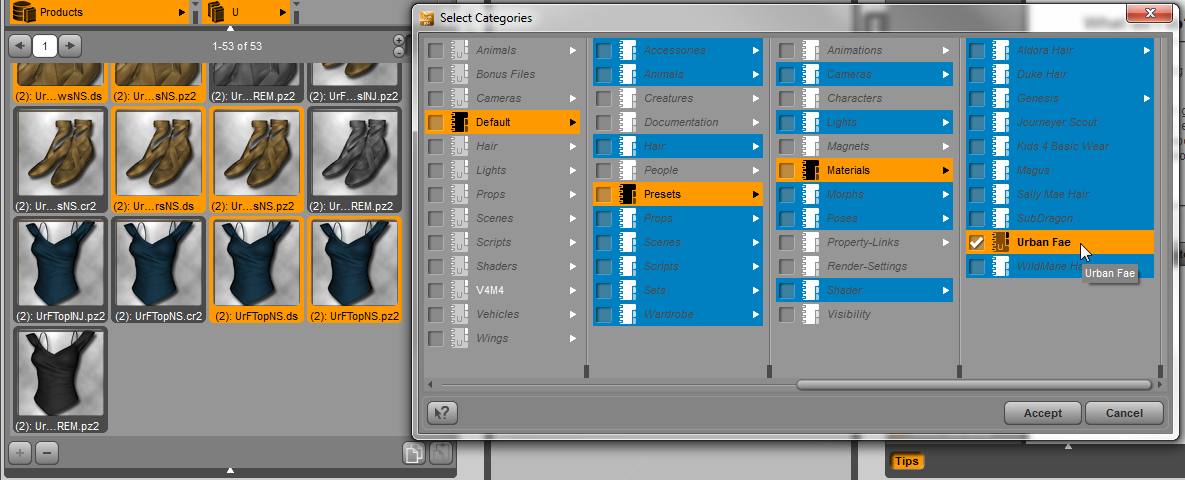 Products
U
Select Categories
1
1-53 of 53
(2): Ur...wsNS.ds
(2): Ur...sNS.pz2
(2): Ur...REM.pz2
(2): UrF...slNJ.pz2
(2): Ur...sNS.cr2
(2): Ur...rsNS.ds
(2): Ur...sNS.pz2
(2): Ur...REM.pz2
(2): UrFTopINJ.pz2
(2): UrFTopNS.cr2
(2): UrFTopNS.ds
(2): UrFTopNS.pz2
(2): Ur...REM.pz2
Animals
Bonus Files
Cameras
Default
Hair
Lights
Props
Scenes
Scripts
Shaders
V4M4
Vehicles
Wings
Accessories
Animals
Creatures
Documentation
Hair
People
Presets
Props
Scenes
Scripts
Sets
Wardrobe
Animations
Cameras
Characters
Lights
Magnets
Materials
Morphs
Poses
Property-Links
Render-Settings
Shader
Visibility
Aldora Hair
Duke Hair
Genesis
Journeyer Scout
Kids 4 Basic Wear
Magus
Sally Mae Hair
SubDragon
Urban Fae
WildMane
Urban Fae
Accept
Cancel
Tips